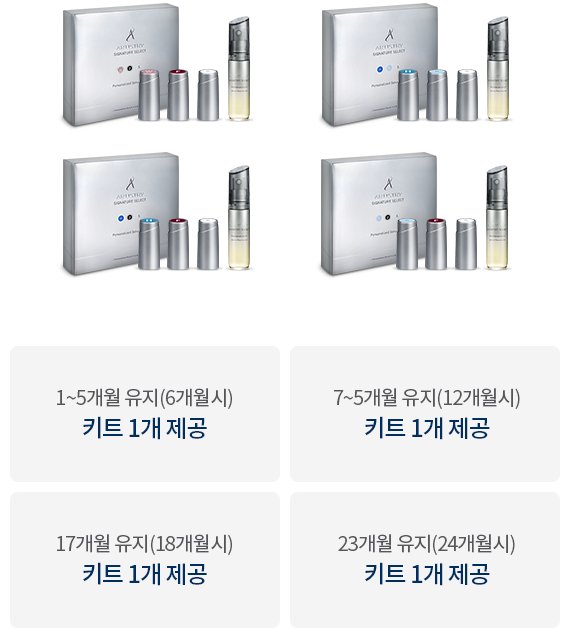 ARTISTRY
SIGNATURE SELECT
ARTISTRY
SIGNATURE SELECT
ARTISTRY
SIGNATURE SELECT
ARTISTRY
SIGNATURE SELECT
1~5개월 유지(6개월시)
키트 1개 제공
7~5개월 유지(12개월시)
키트 1개 제공
17개월 유지(18개월시)
키트 1개 제공
23개월 유지(24개월시)
키트 1개 제공